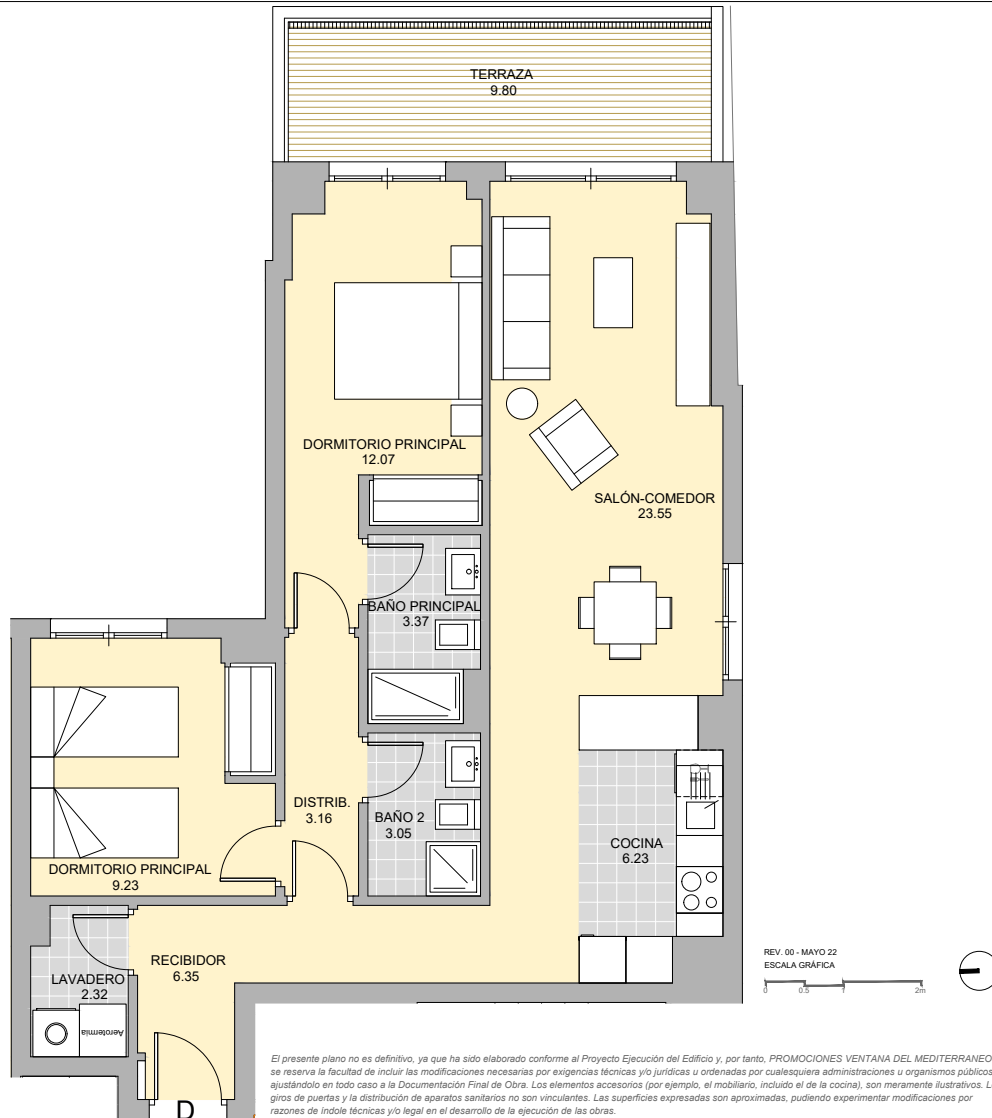 TERRAZA
9.80
DORMITORIO PRINCIPAL
12.07
SALÓN-COMEDOR
23.55
BAÑO PRINCIPAL
3.37
DISTRIB.
3.16
BAÑO 2
3.05
COCINA
6.23
DORMITORIO PRINCIPAL
9.23
RECIBIDOR
6.35
LAVADERO
2.32
Aerotermia
D
REV. 00 - MAYO 22
ESCALA GRÁFICA
0 0.5 1 2m
El presente plano no es definitivo, ya que ha sido elaborado conforme al Proyecto Ejecución del Edificio y, por tanto, PROMOCIONES VENTANA DEL MEDITERRANEO
se reserva la facultad de incluir las modificaciones necesarias por exigencias técnicas y/o jurídicas u ordenadas por cualesquiera administraciones u organismos públicos
ajustándolo en todo caso a la Documentación Final de Obra. Los elementos accesorios (por ejemplo, el mobiliario, incluido el de la cocina), son meramente ilustrativos. L
giros de puertas y la distribución de aparatos sanitarios no son vinculantes. Las superficies expresadas son aproximadas, pudiendo experimentar modificaciones por
razones de índole técnicas y/o legal en el desarrollo de la ejecución de las obras.